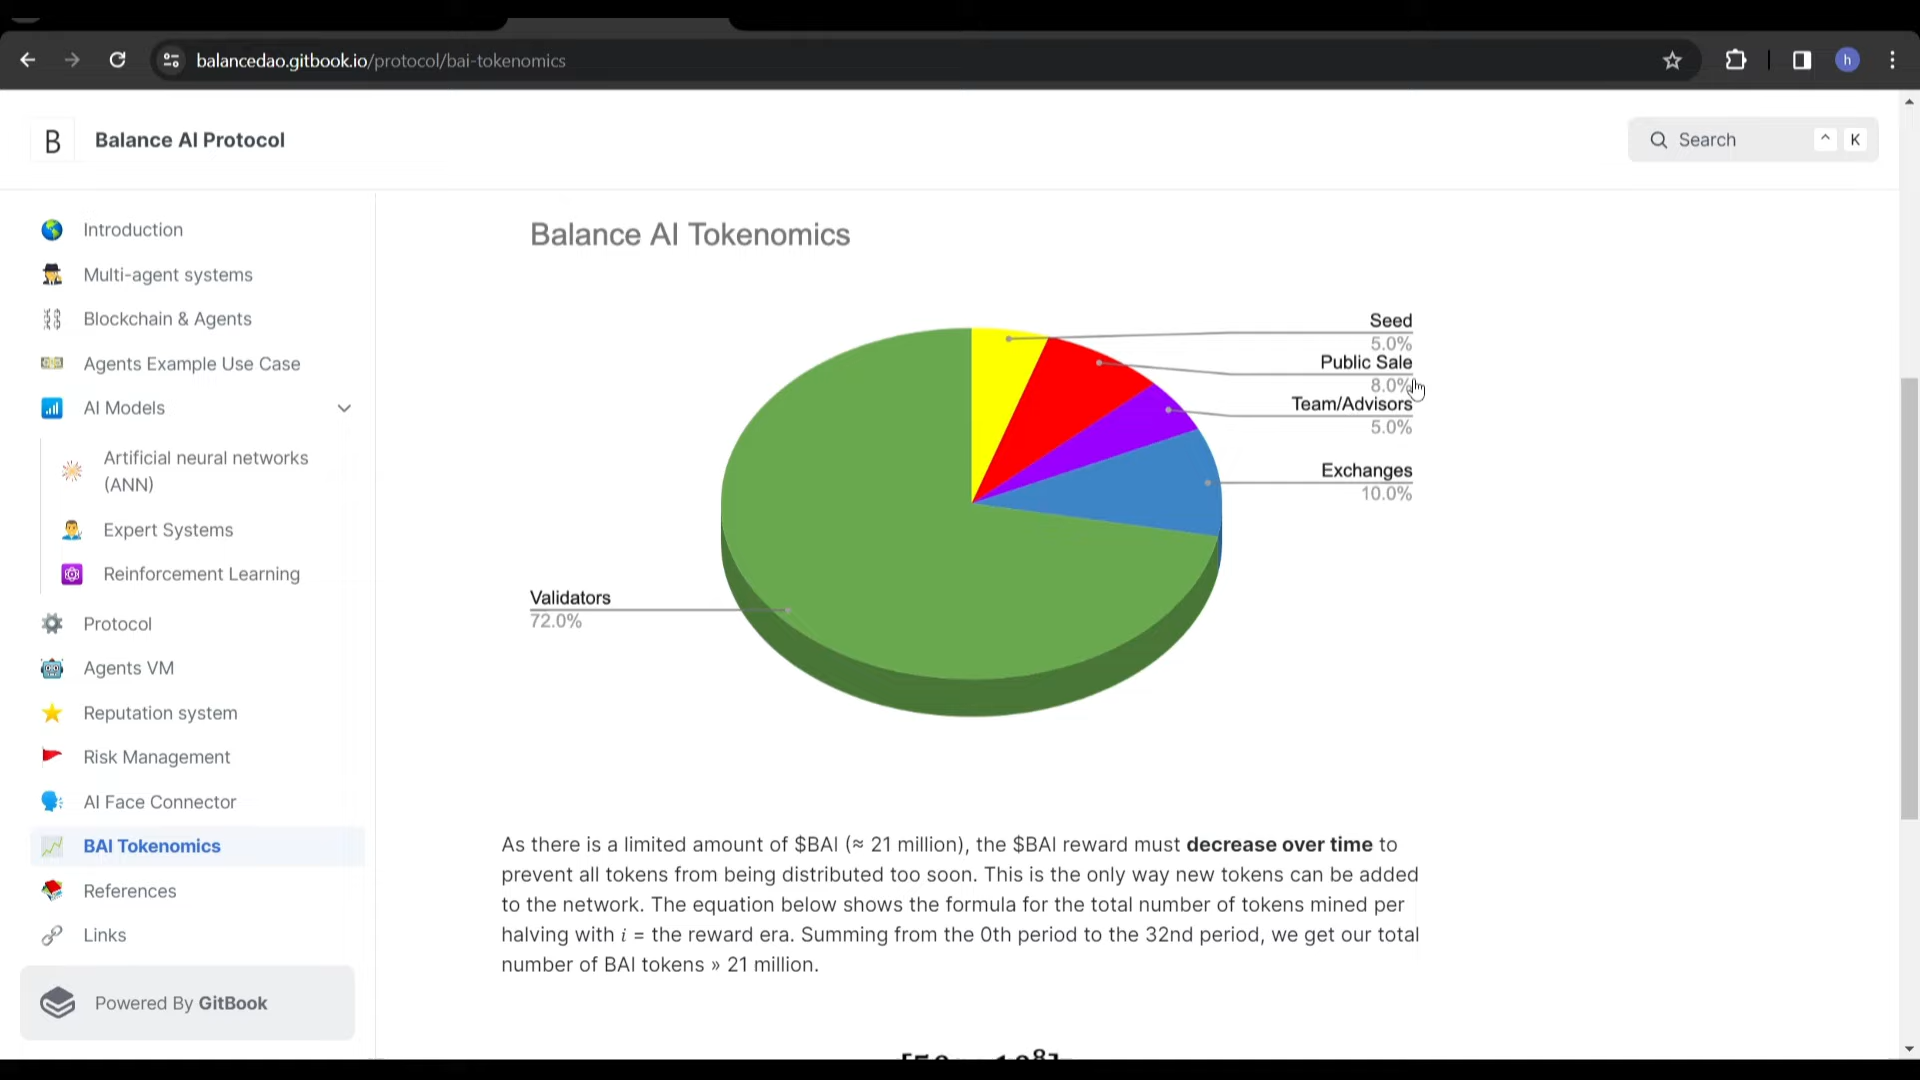 balancedao.gitbook.io/protocol/bai-tokenomics
h
B
Balance AI Protocol
Search
^ K
Introduction
Multi-agent systems
Blockchain & Agents
Agents Example Use Case
AI Models
Artificial neural networks
(ANN)
Expert Systems
Reinforcement Learning
Protocol
Agents VM
Reputation system
Risk Management
AI Face Connector
BAI Tokenomics
References
Links
Powered By GitBook
Balance AI Tokenomics
Seed
5.0%
Public Sale
8.0%
Team/Advisors
5.0%
Exchanges
10.0%
Validators
72.0%
As there is a limited amount of $BAI (≈ 21 million), the $BAI reward must decrease over time to
prevent all tokens from being distributed too soon. This is the only way new tokens can be added
to the network. The equation below shows the formula for the total number of tokens mined per
halving with i = the reward era. Summing from the 0th period to the 32nd period, we get our total
number of BAI tokens » 21 million.